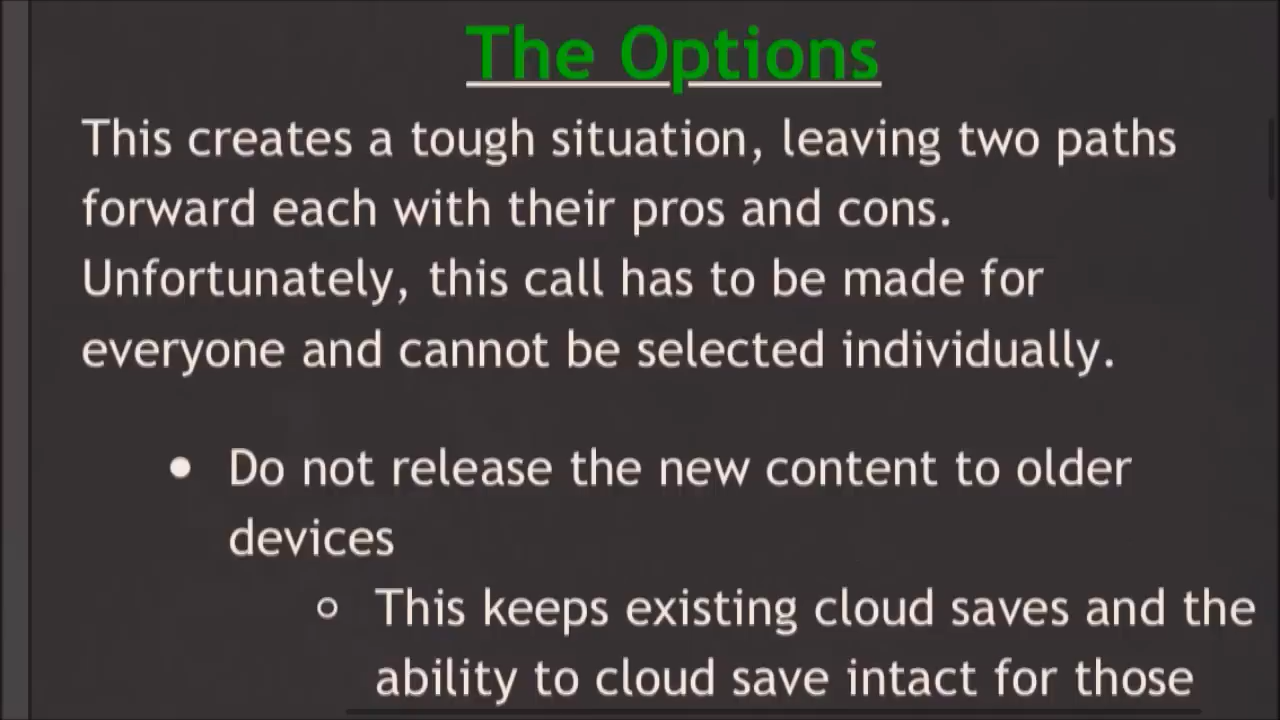 The Options
This creates a tough situation, leaving two paths
forward each with their pros and cons.
Unfortunately, this call has to be made for
everyone and cannot be selected individually.
● Do not release the new content to older
devices
○ This keeps existing cloud saves and the
ability to cloud save intact for those